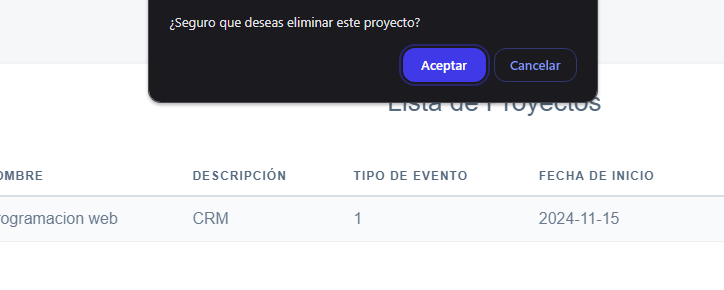 ¿Seguro que deseas eliminar este proyecto?
Aceptar Cancelar
Lista de Proyectos
OMBRE DESCRIPCIÓN TIPO DE EVENTO FECHA DE INICIO
rogramacion web CRM 1 2024-11-15